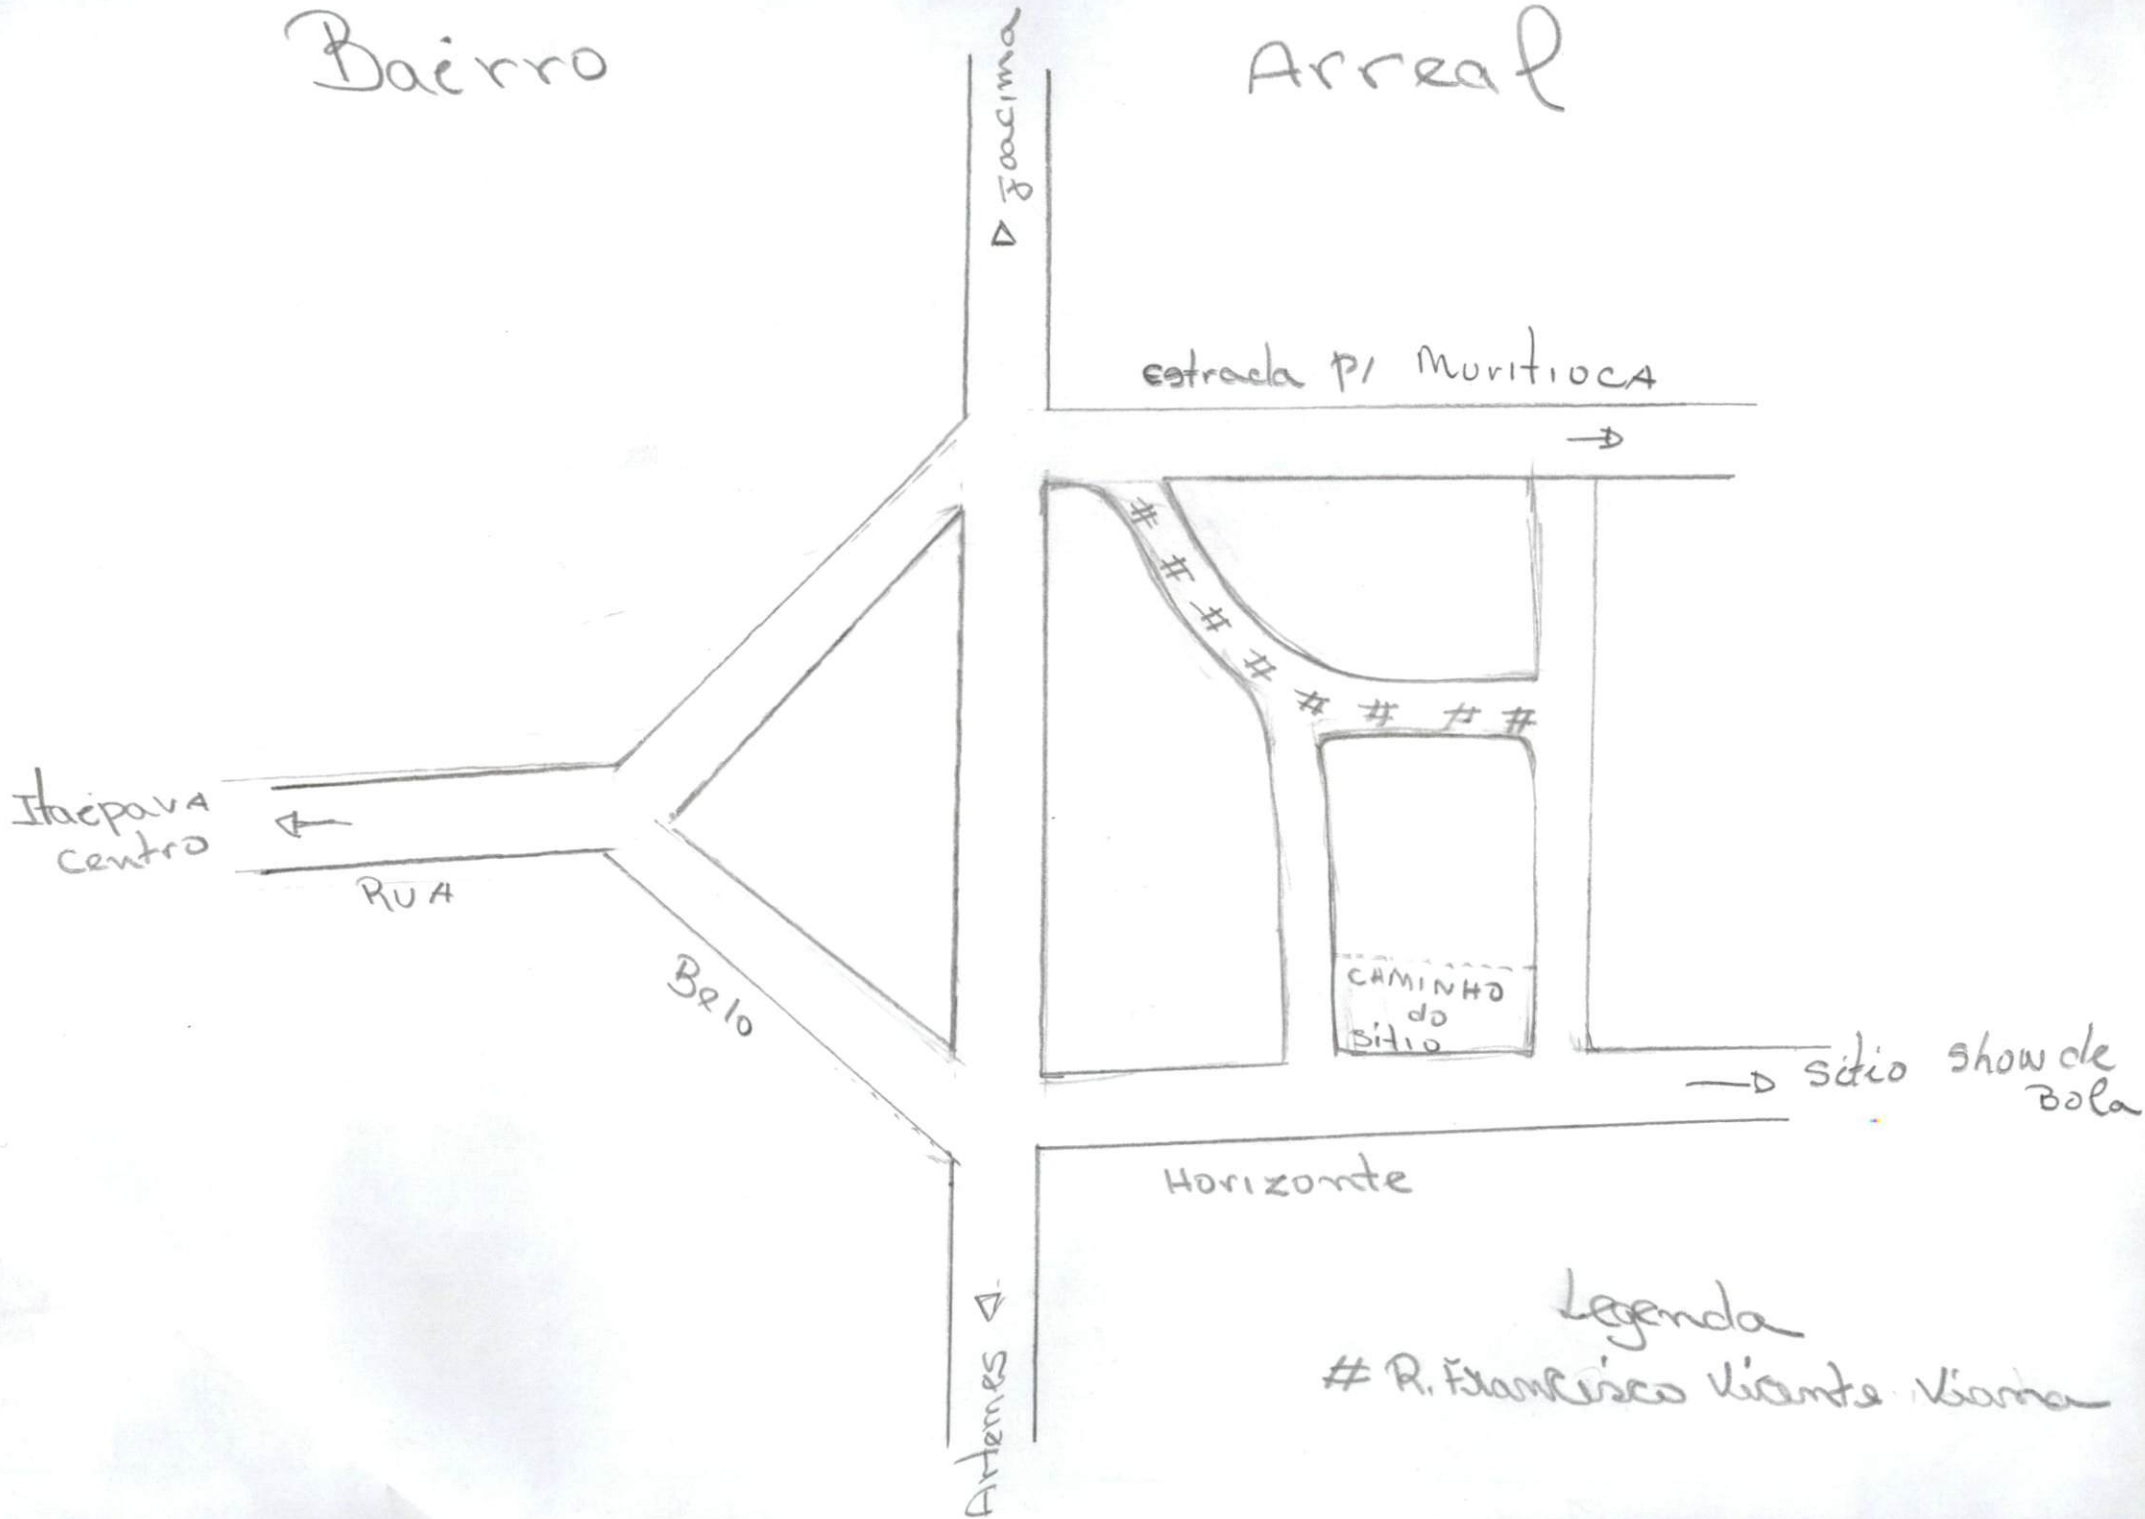 Bairro
Arreal
Joacima
Estrada p/ Muritioca
Itaipava
Centro
RUA
Belo
CAMINHO
do
Sítio
Sítio Show de
Bola
Horizonte
Artemes
Legenda
# R. Francisco Vicente Viana